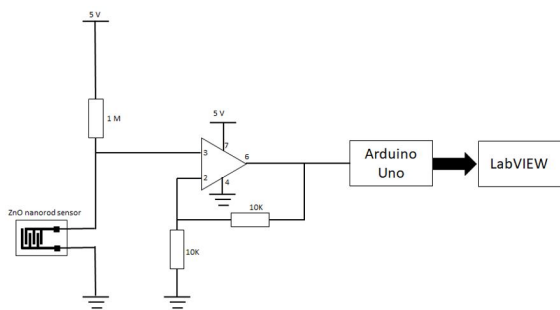 5 V
1 M
5 V
7
3
6
2
4
Arduino
Uno
LabVIEW
ZnO nanorod sensor
10K
10K